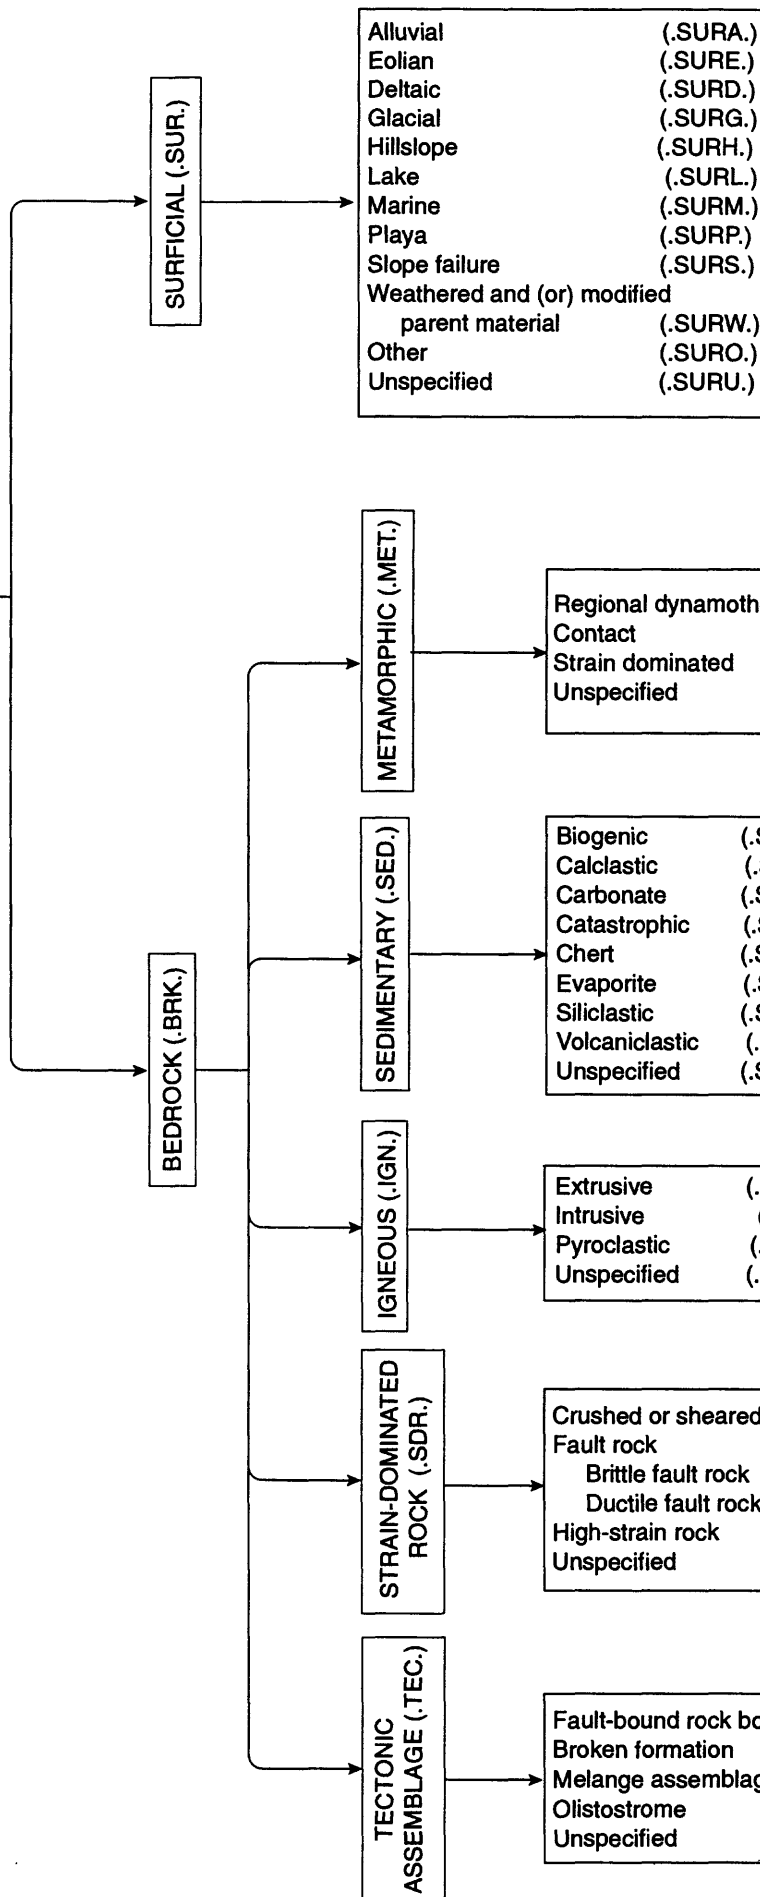 SURFICIAL (.SUR.)
Alluvial (.SURA.)
Eolian (.SURE.)
Deltaic (.SURD.)
Glacial (.SURG.)
Hillslope (.SURH.)
Lake (.SURL.)
Marine (.SURM.)
Playa (.SURP.)
Slope failure (.SURS.)
Weathered and (or) modified
parent material (.SURW.)
Other (.SURO.)
Unspecified (.SURU.)
BEDROCK (.BRK.)
METAMORPHIC (.MET.)
Regional dynamoth
Contact
Strain dominated
Unspecified
SEDIMENTARY (.SED.)
Biogenic (.S
Calclastic (.S
Carbonate (.S
Catastrophic (.S
Chert (.S
Evaporite (.S
Siliclastic (.S
Volcaniclastic (.
Unspecified (.S
IGNEOUS (.IGN.)
Extrusive (.
Intrusive (
Pyroclastic (.
Unspecified (.
STRAIN-DOMINATED
ROCK (.SDR.)
Crushed or sheared
Fault rock
Brittle fault rock
Ductile fault rock
High-strain rock
Unspecified
TECTONIC
ASSEMBLAGE (.TEC.)
Fault-bound rock bo
Broken formation
Melange assemblag
Olistostrome
Unspecified